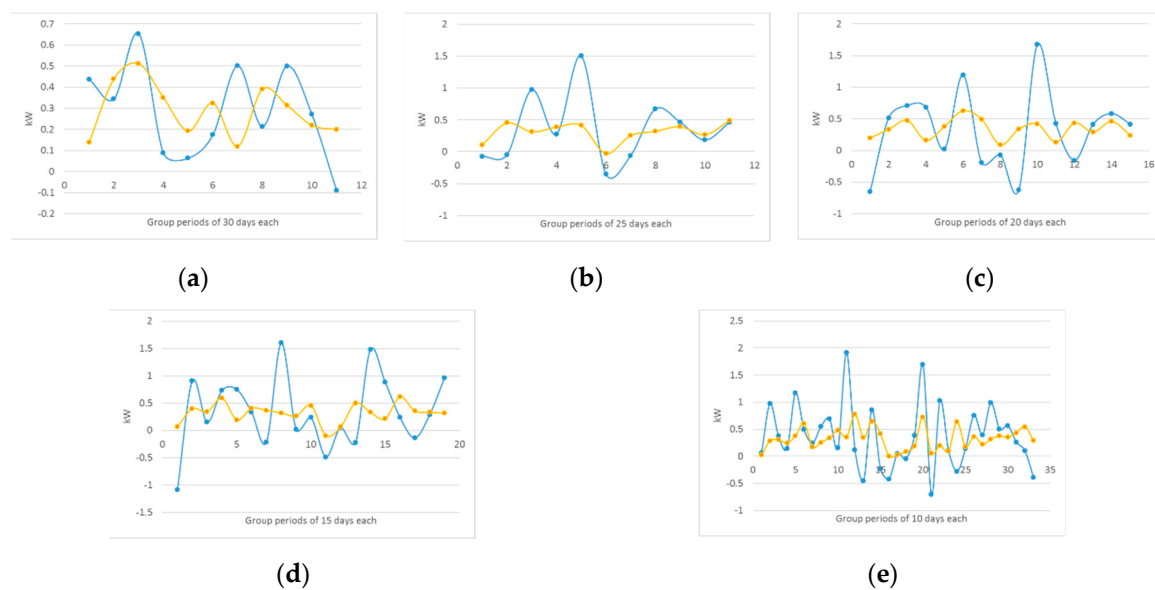 0.7
0.6
0.5
0.4
0.3
0.2
0.1
0
-0.1
-0.2
kW
0 2 4 6 8 10 12
Group periods of 30 days each
(a)
2
1.5
1
0.5
0
-0.5
-1
kW
0 2 4 6 8 10 12
Group periods of 25 days each
(b)
2
1.5
1
0.5
0
-0.5
-1
kW
0 2 4 6 8 10 12 14 16
Group periods of 20 days each
(c)
2
1.5
1
0.5
0
-0.5
-1
-1.5
kW
0 5 10 15 20
Group periods of 15 days each
(d)
2.5
2
1.5
1
0.5
0
-0.5
-1
kW
0 5 10 15 20 25 30 35
Group periods of 10 days each
(e)